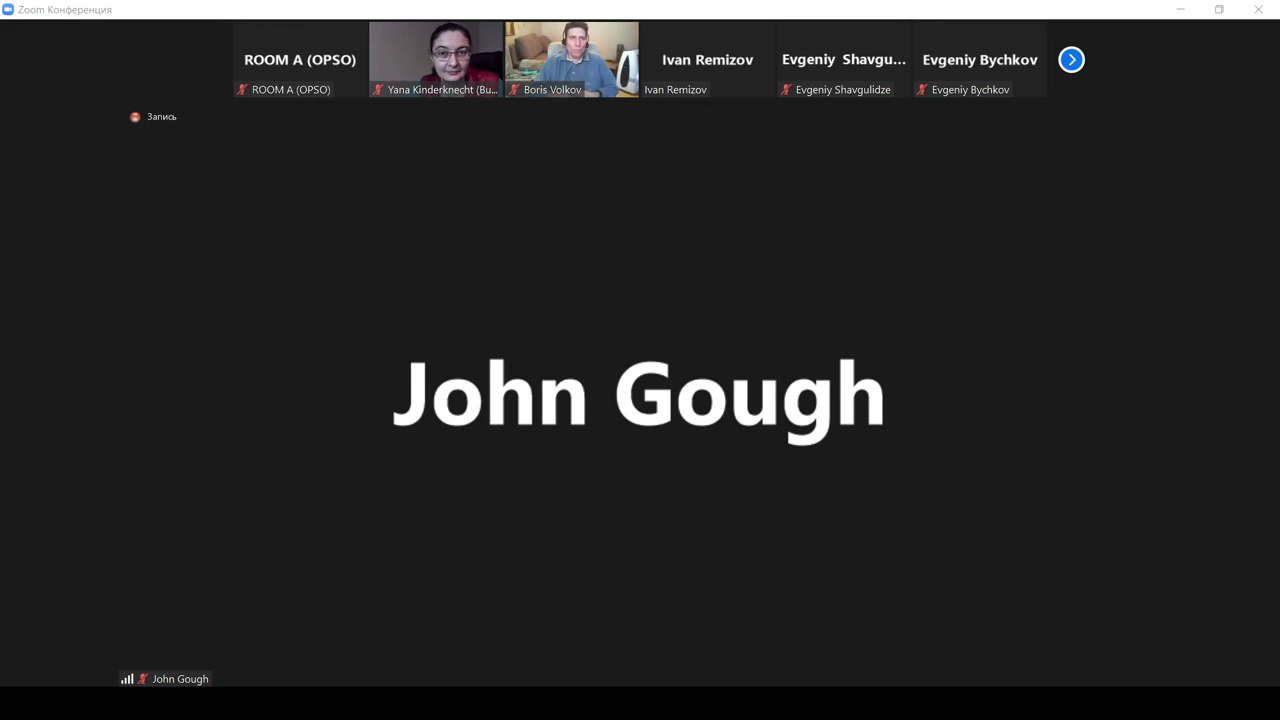 Zoom Конференция
ROOM A (OPSO)
Ivan Remizov
Evgeniy Shavgu...
Evgeniy Bychkov
ROOM A (OPSO)
Yana Kinderknecht (Bu...
Boris Volkov
Ivan Remizov
Evgeniy Shavgulidze
Evgeniy Bychkov
Запись
John Gough
John Gough